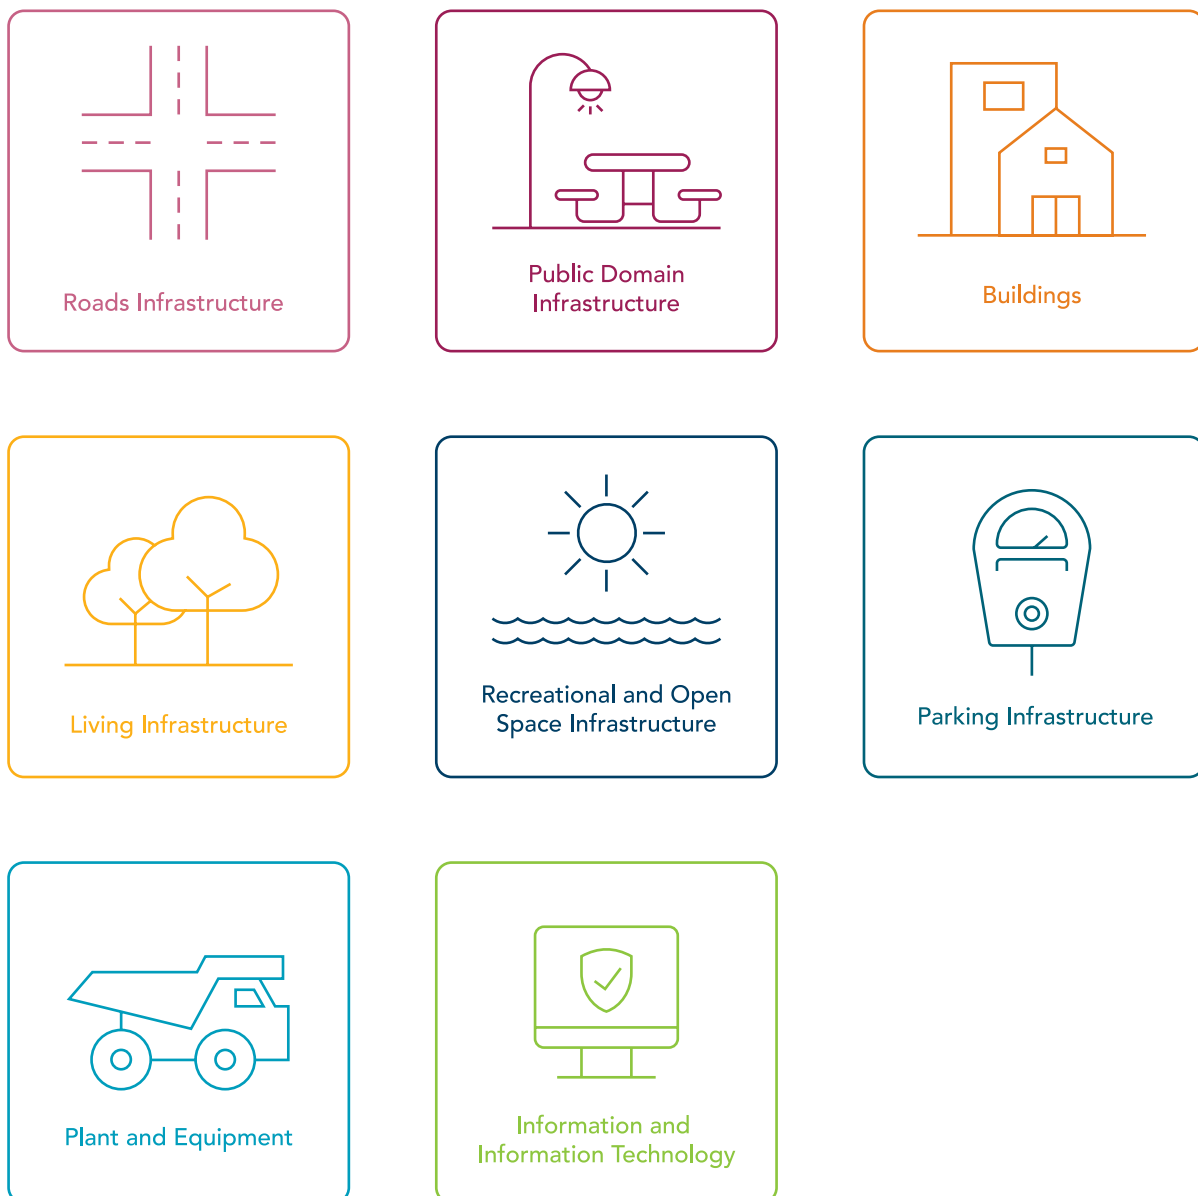 Roads Infrastructure
Public Domain
Infrastructure
Buildings
Living Infrastructure
Recreational and Open
Space Infrastructure
Parking Infrastructure
Plant and Equipment
Information and
Information Technology